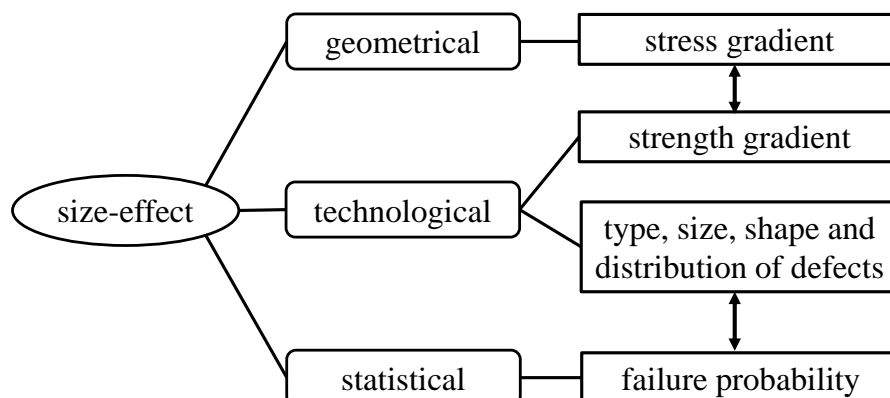 geometrical
stress gradient
strength gradient
size-effect
technological
type, size, shape and
distribution of defects
statistical
failure probability